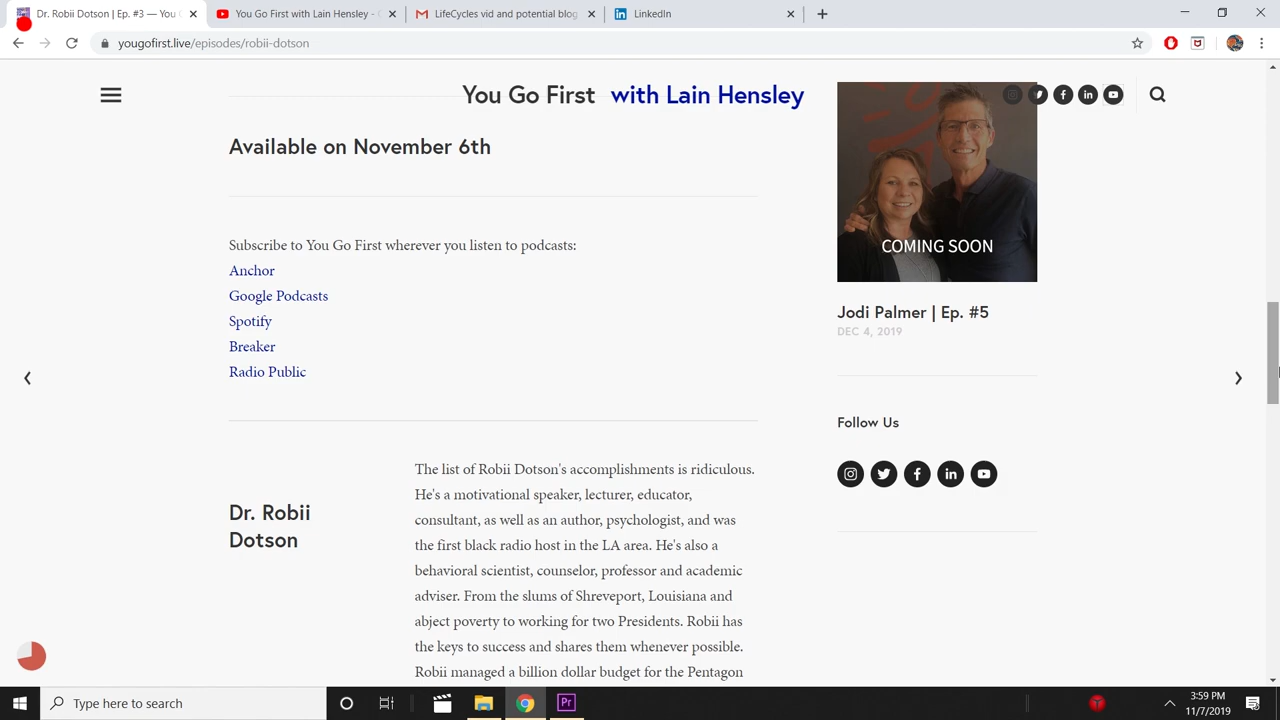 Dr. Robii Dotson | Ep. #3 — You G
You Go First with Lain Hensley - C
LifeCycles vid and potential blog
LinkedIn
yougofirst.live/episodes/robii-dotson
You Go First with Lain Hensley
Available on November 6th
Subscribe to You Go First wherever you listen to podcasts:
Anchor
Google Podcasts
Spotify
Breaker
Radio Public
Dr. Robii
Dotson
The list of Robii Dotson's accomplishments is ridiculous.
He's a motivational speaker, lecturer, educator,
consultant, as well as an author, psychologist, and was
the first black radio host in the LA area. He's also a
behavioral scientist, counselor, professor and academic
adviser. From the slums of Shreveport, Louisiana and
abject poverty to working for two Presidents. Robii has
the keys to success and shares them whenever possible.
Robii managed a billion dollar budget for the Pentagon
COMING SOON
Jodi Palmer | Ep. #5
DEC 4, 2019
Follow Us
Type here to search
Pr
3:59 PM
11/7/2019